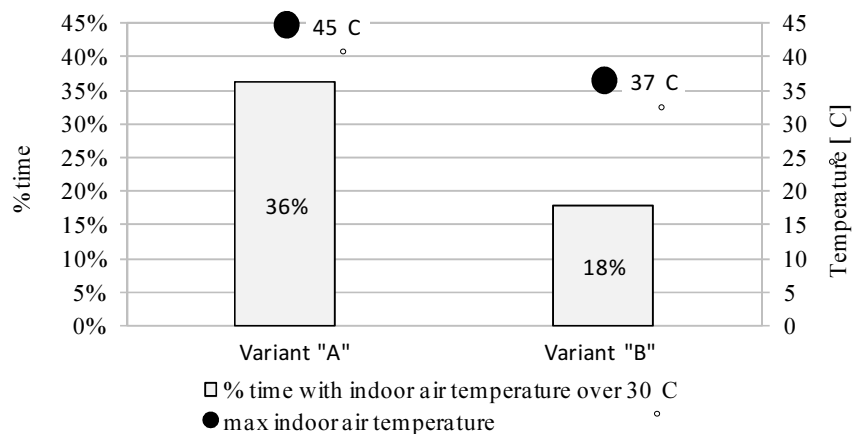 45%
40%
35%
30%
25%
20%
15%
10%
5%
0%
% time
45 °C
37 °C
36%
18%
45
40
35
30
25
20
15
10
5
0
Temperature [°C]
Variant "A"
Variant "B"
% time with indoor air temperature over 30 °C
max indoor air temperature